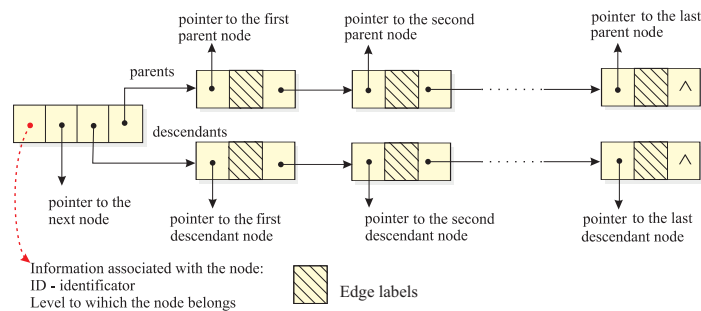 pointer to the first
parent node
pointer to the second
parent node
pointer to the last
parent node
parents
descendants
pointer to the
next node
pointer to the first
descendant node
pointer to the second
descendant node
pointer to the last
descendant node
Information associated with the node:
ID - identificator
Level to wihich the node belongs
Edge labels